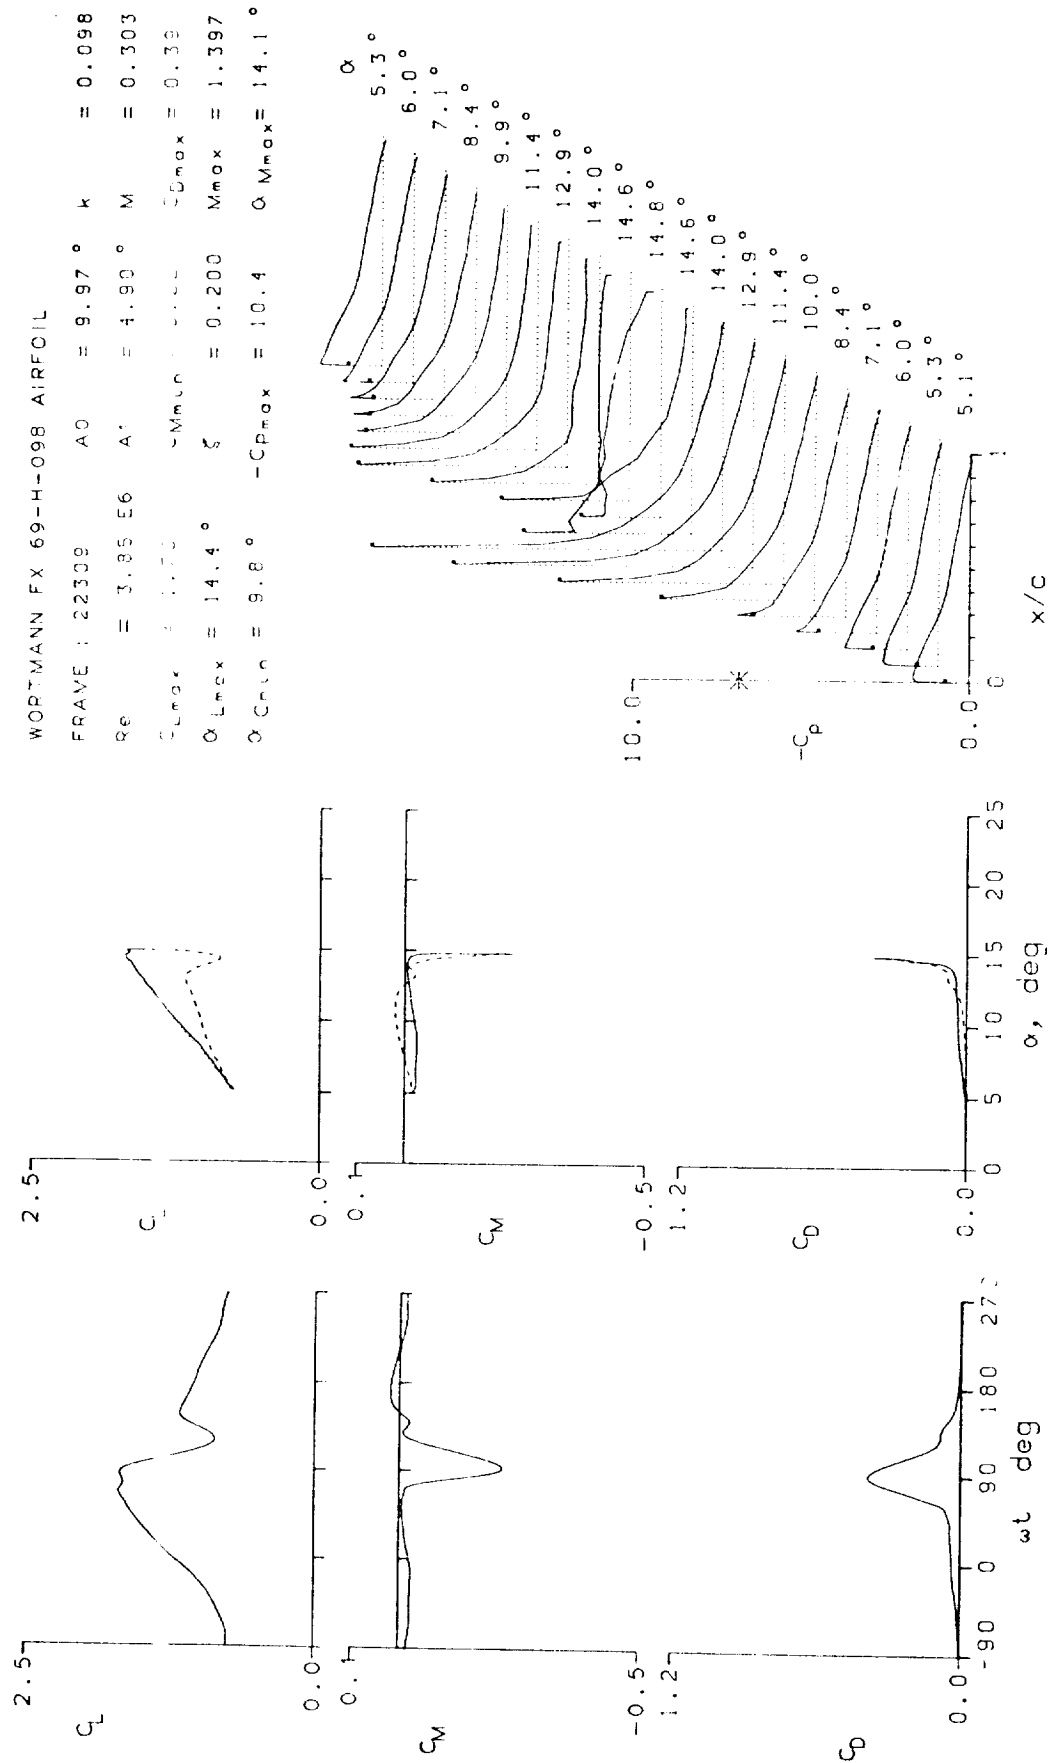 WORTMANN FX 69-H-098 AIRFOIL
FRAME : 22309 A0 = 9.97° k = 0.098
Re = 3.85 E6 A1 = 4.90° M = 0.303
= 0.39
αLmax = 14.4° ζ = 0.200 Mmax = 1.397
= 9.8° -Cpmax = 10.4 αMmax = 14.1°
α
5.3°
6.0°
7.1°
8.4°
9.9°
11.4°
12.9°
14.0°
14.6°
14.8°
14.6°
14.0°
12.9°
11.4°
10.0°
8.4°
7.1°
6.0°
5.3°
5.1°
10.0
-Cp
0.0
0
1
x/c
2.5
0.0
0.1
CM
-0.5
1.2
CD
0.0
0 5 10 15 20 25
α, deg
2.5
CL
0.0
0.1
CM
-0.5
1.2
CD
0.0
-90 0 90 180
ωt deg